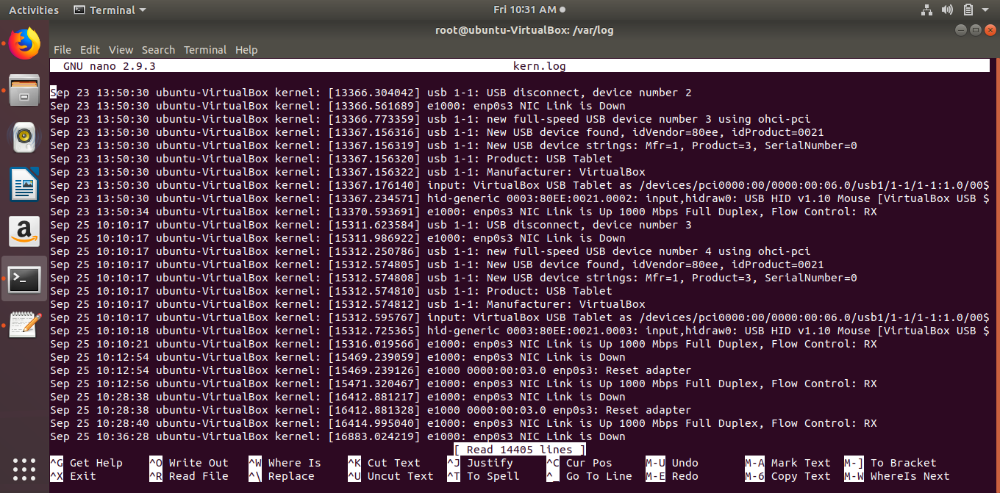 Activities Terminal Fri 10:31 AM
root@ubuntu-VirtualBox: /var/log
File Edit View Search Terminal Help
GNU nano 2.9.3 kern.log
Sep 23 13:50:30 ubuntu-VirtualBox kernel: [13366.304042] usb 1-1: USB disconnect, device number 2
Sep 23 13:50:30 ubuntu-VirtualBox kernel: [13366.561689] e1000: enp0s3 NIC Link is Down
Sep 23 13:50:30 ubuntu-VirtualBox kernel: [13366.773359] usb 1-1: new full-speed USB device number 3 using ohci-pci
Sep 23 13:50:30 ubuntu-VirtualBox kernel: [13367.156316] usb 1-1: New USB device found, idVendor=80ee, idProduct=0021
Sep 23 13:50:30 ubuntu-VirtualBox kernel: [13367.156319] usb 1-1: New USB device strings: Mfr=1, Product=3, SerialNumber=0
Sep 23 13:50:30 ubuntu-VirtualBox kernel: [13367.156320] usb 1-1: Product: USB Tablet
Sep 23 13:50:30 ubuntu-VirtualBox kernel: [13367.156322] usb 1-1: Manufacturer: VirtualBox
Sep 23 13:50:30 ubuntu-VirtualBox kernel: [13367.176140] input: VirtualBox USB Tablet as /devices/pci0000:00/0000:00:06.0/usb1/1-1/1-1:1.0/00$
Sep 23 13:50:30 ubuntu-VirtualBox kernel: [13367.234571] hid-generic 0003:80EE:0021.0002: input,hidraw0: USB HID v1.10 Mouse [VirtualBox USB $
Sep 23 13:50:34 ubuntu-VirtualBox kernel: [13370.593691] e1000: enp0s3 NIC Link is Up 1000 Mbps Full Duplex, Flow Control: RX
Sep 25 10:10:17 ubuntu-VirtualBox kernel: [15311.623584] usb 1-1: USB disconnect, device number 3
Sep 25 10:10:17 ubuntu-VirtualBox kernel: [15311.986922] e1000: enp0s3 NIC Link is Down
Sep 25 10:10:17 ubuntu-VirtualBox kernel: [15312.250786] usb 1-1: new full-speed USB device number 4 using ohci-pci
Sep 25 10:10:17 ubuntu-VirtualBox kernel: [15312.574805] usb 1-1: New USB device found, idVendor=80ee, idProduct=0021
Sep 25 10:10:17 ubuntu-VirtualBox kernel: [15312.574808] usb 1-1: New USB device strings: Mfr=1, Product=3, SerialNumber=0
Sep 25 10:10:17 ubuntu-VirtualBox kernel: [15312.574810] usb 1-1: Product: USB Tablet
Sep 25 10:10:17 ubuntu-VirtualBox kernel: [15312.574812] usb 1-1: Manufacturer: VirtualBox
Sep 25 10:10:17 ubuntu-VirtualBox kernel: [15312.595767] input: VirtualBox USB Tablet as /devices/pci0000:00/0000:00:06.0/usb1/1-1/1-1:1.0/00$
Sep 25 10:10:18 ubuntu-VirtualBox kernel: [15312.725365] hid-generic 0003:80EE:0021.0003: input,hidraw0: USB HID v1.10 Mouse [VirtualBox USB $
Sep 25 10:10:21 ubuntu-VirtualBox kernel: [15316.019566] e1000: enp0s3 NIC Link is Up 1000 Mbps Full Duplex, Flow Control: RX
Sep 25 10:12:54 ubuntu-VirtualBox kernel: [15469.239059] e1000: enp0s3 NIC Link is Down
Sep 25 10:12:54 ubuntu-VirtualBox kernel: [15469.239126] e1000 0000:00:03.0 enp0s3: Reset adapter
Sep 25 10:12:56 ubuntu-VirtualBox kernel: [15471.320467] e1000: enp0s3 NIC Link is Up 1000 Mbps Full Duplex, Flow Control: RX
Sep 25 10:28:38 ubuntu-VirtualBox kernel: [16412.881217] e1000: enp0s3 NIC Link is Down
Sep 25 10:28:38 ubuntu-VirtualBox kernel: [16412.881328] e1000 0000:00:03.0 enp0s3: Reset adapter
Sep 25 10:28:40 ubuntu-VirtualBox kernel: [16414.995040] e1000: enp0s3 NIC Link is Up 1000 Mbps Full Duplex, Flow Control: RX
Sep 25 10:36:28 ubuntu-VirtualBox kernel: [16883.024219] e1000: enp0s3 NIC Link is Down
[ Read 14405 lines ]
^G Get Help ^O Write Out ^W Where Is ^K Cut Text ^J Justify ^C Cur Pos M-U Undo M-A Mark Text M-] To Bracket
^X Exit ^R Read File ^\ Replace ^U Uncut Text ^T To Spell ^_ Go To Line M-E Redo M-6 Copy Text M-W WhereIs Next